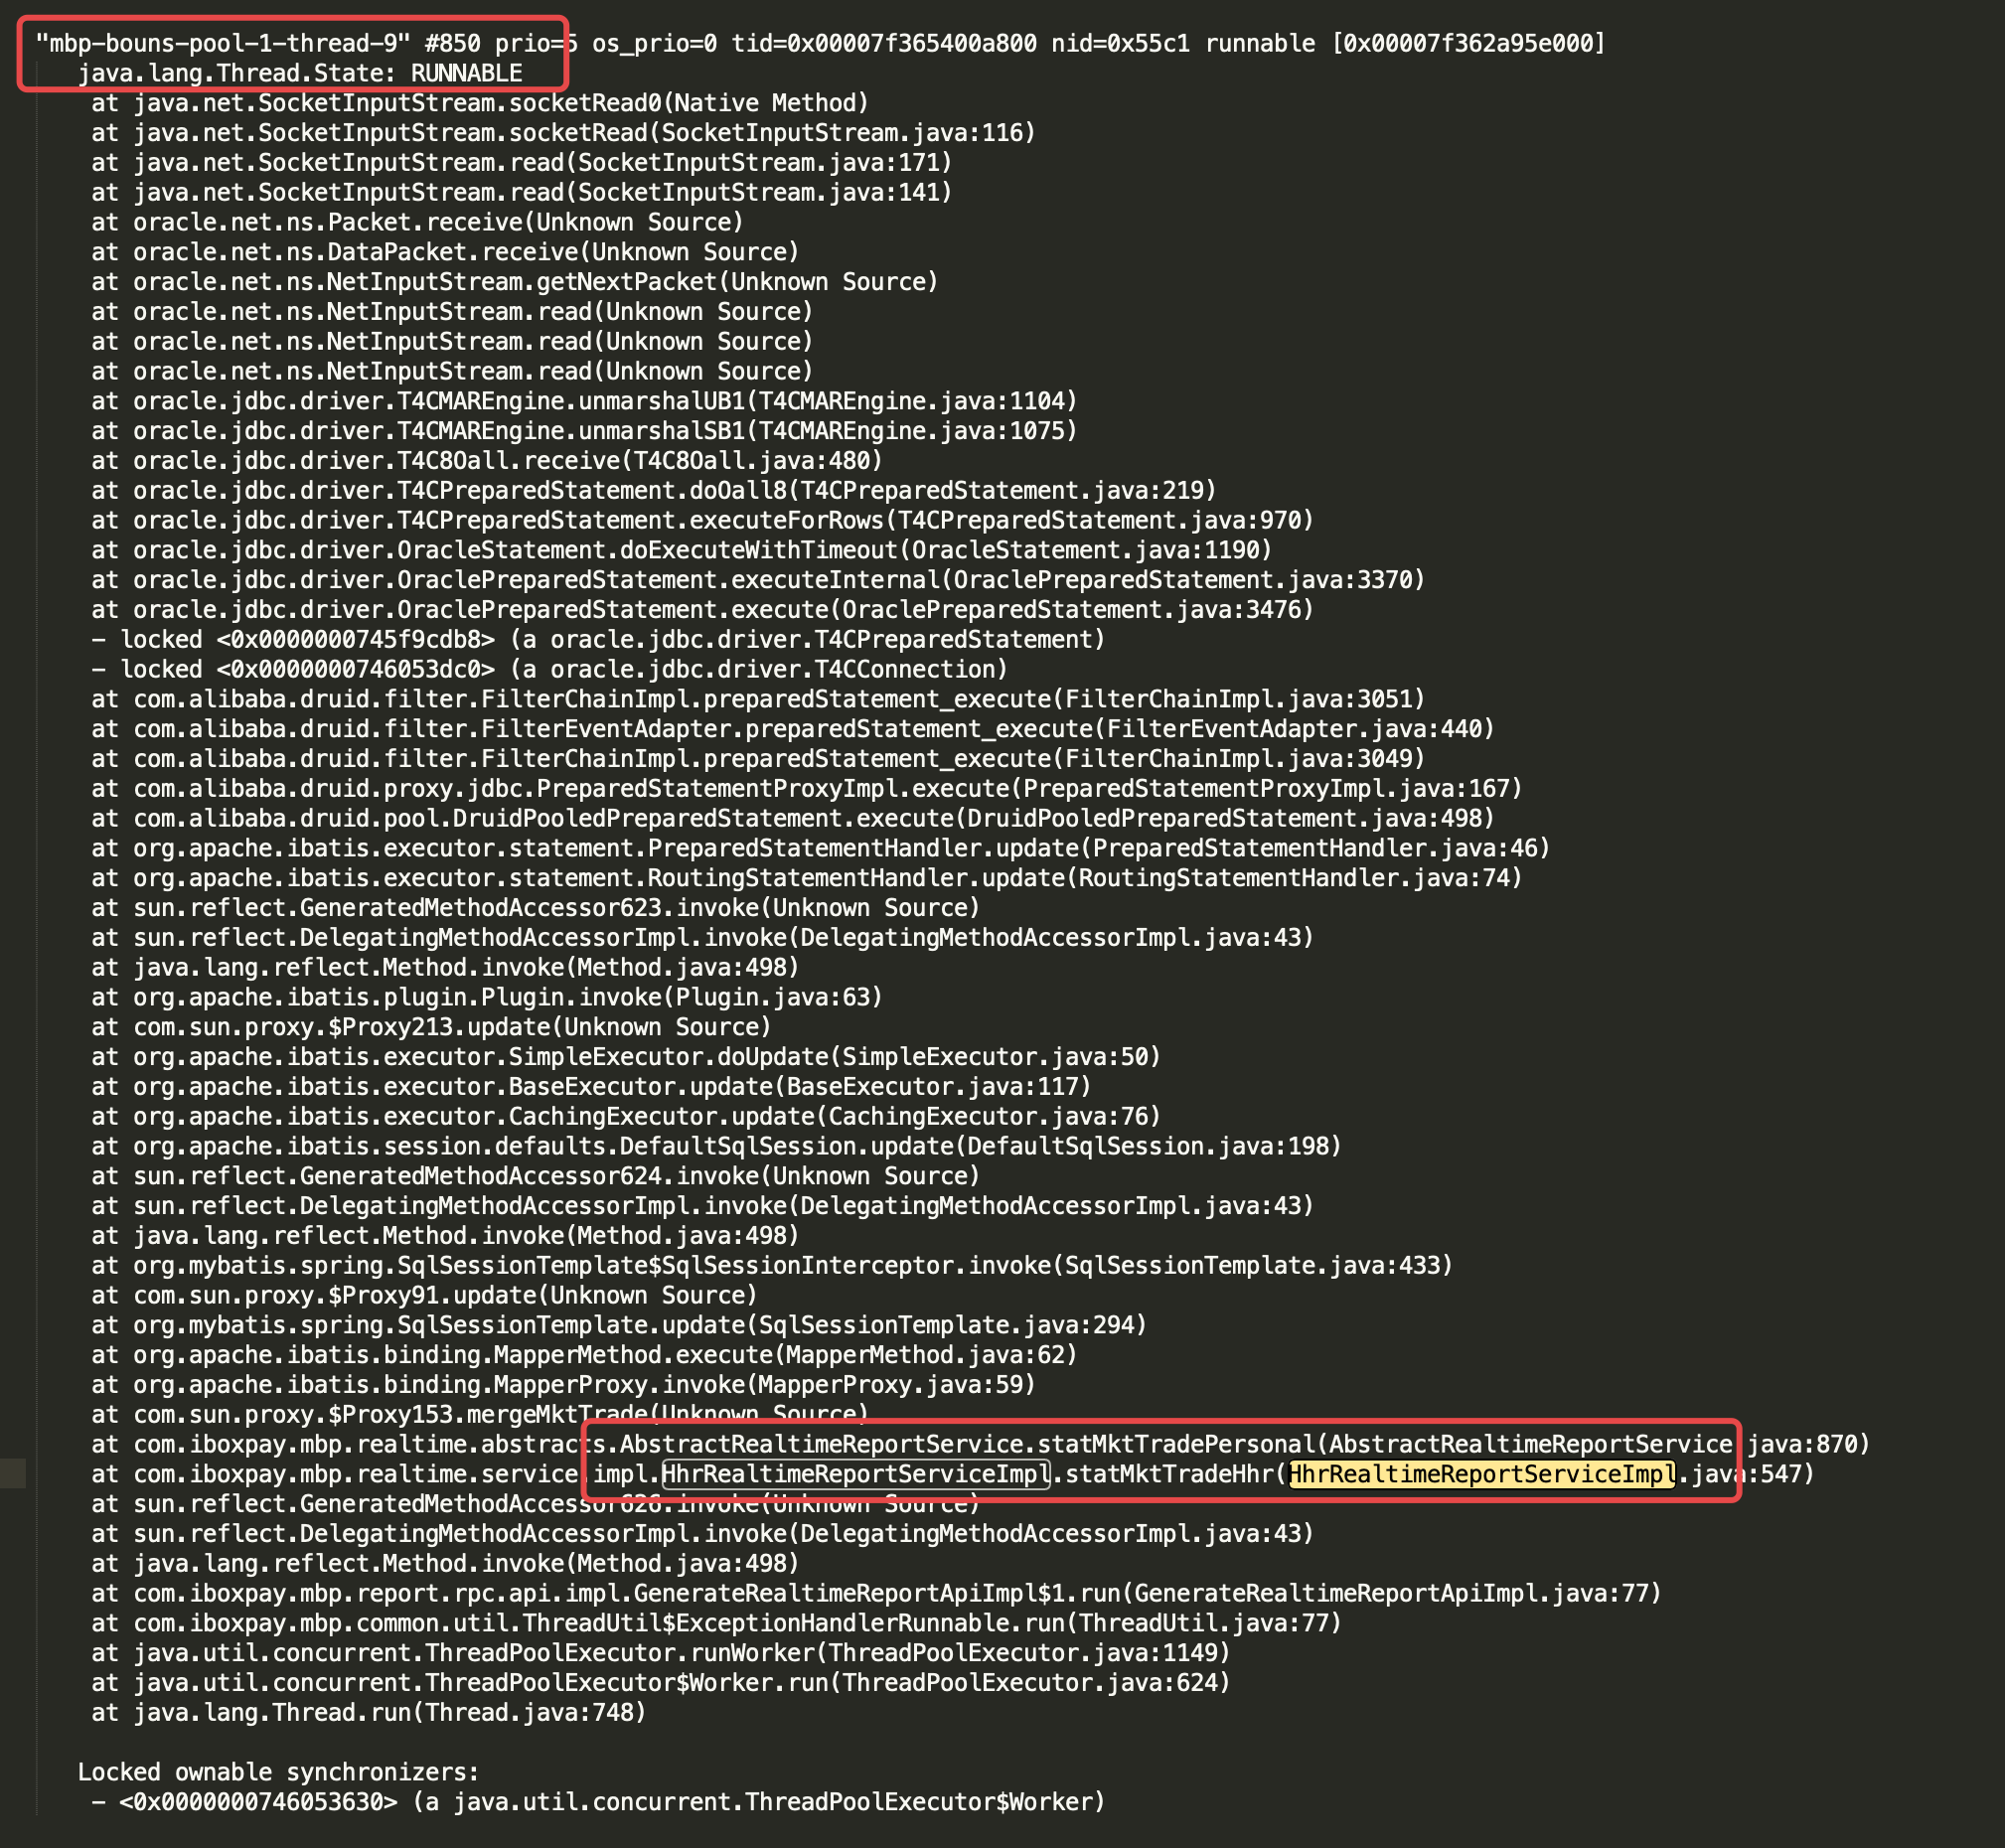 "mbp-bouns-pool-1-thread-9" #850 prio=5 os_prio=0 tid=0x00007f365400a800 nid=0x55c1 runnable [0x00007f362a95e000]
java.lang.Thread.State: RUNNABLE
at java.net.SocketInputStream.socketRead0(Native Method)
at java.net.SocketInputStream.socketRead(SocketInputStream.java:116)
at java.net.SocketInputStream.read(SocketInputStream.java:171)
at java.net.SocketInputStream.read(SocketInputStream.java:141)
at oracle.net.ns.Packet.receive(Unknown Source)
at oracle.net.ns.DataPacket.receive(Unknown Source)
at oracle.net.ns.NetInputStream.getNextPacket(Unknown Source)
at oracle.net.ns.NetInputStream.read(Unknown Source)
at oracle.net.ns.NetInputStream.read(Unknown Source)
at oracle.net.ns.NetInputStream.read(Unknown Source)
at oracle.jdbc.driver.T4CMAREngine.unmarshalUB1(T4CMAREngine.java:1104)
at oracle.jdbc.driver.T4CMAREngine.unmarshalSB1(T4CMAREngine.java:1075)
at oracle.jdbc.driver.T4C8Oall.receive(T4C8Oall.java:480)
at oracle.jdbc.driver.T4CPreparedStatement.doOall8(T4CPreparedStatement.java:219)
at oracle.jdbc.driver.T4CPreparedStatement.executeForRows(T4CPreparedStatement.java:970)
at oracle.jdbc.driver.OracleStatement.doExecuteWithTimeout(OracleStatement.java:1190)
at oracle.jdbc.driver.OraclePreparedStatement.executeInternal(OraclePreparedStatement.java:3370)
at oracle.jdbc.driver.OraclePreparedStatement.execute(OraclePreparedStatement.java:3476)
- locked <0x0000000745f9cdb8> (a oracle.jdbc.driver.T4CPreparedStatement)
- locked <0x0000000746053dc0> (a oracle.jdbc.driver.T4CConnection)
at com.alibaba.druid.filter.FilterChainImpl.preparedStatement_execute(FilterChainImpl.java:3051)
at com.alibaba.druid.filter.FilterEventAdapter.preparedStatement_execute(FilterEventAdapter.java:440)
at com.alibaba.druid.filter.FilterChainImpl.preparedStatement_execute(FilterChainImpl.java:3049)
at com.alibaba.druid.proxy.jdbc.PreparedStatementProxyImpl.execute(PreparedStatementProxyImpl.java:167)
at com.alibaba.druid.pool.DruidPooledPreparedStatement.execute(DruidPooledPreparedStatement.java:498)
at org.apache.ibatis.executor.statement.PreparedStatementHandler.update(PreparedStatementHandler.java:46)
at org.apache.ibatis.executor.statement.RoutingStatementHandler.update(RoutingStatementHandler.java:74)
at sun.reflect.GeneratedMethodAccessor623.invoke(Unknown Source)
at sun.reflect.DelegatingMethodAccessorImpl.invoke(DelegatingMethodAccessorImpl.java:43)
at java.lang.reflect.Method.invoke(Method.java:498)
at org.apache.ibatis.plugin.Plugin.invoke(Plugin.java:63)
at com.sun.proxy.$Proxy213.update(Unknown Source)
at org.apache.ibatis.executor.SimpleExecutor.doUpdate(SimpleExecutor.java:50)
at org.apache.ibatis.executor.BaseExecutor.update(BaseExecutor.java:117)
at org.apache.ibatis.executor.CachingExecutor.update(CachingExecutor.java:76)
at org.apache.ibatis.session.defaults.DefaultSqlSession.update(DefaultSqlSession.java:198)
at sun.reflect.GeneratedMethodAccessor624.invoke(Unknown Source)
at sun.reflect.DelegatingMethodAccessorImpl.invoke(DelegatingMethodAccessorImpl.java:43)
at java.lang.reflect.Method.invoke(Method.java:498)
at org.mybatis.spring.SqlSessionTemplate$SqlSessionInterceptor.invoke(SqlSessionTemplate.java:433)
at com.sun.proxy.$Proxy91.update(Unknown Source)
at org.mybatis.spring.SqlSessionTemplate.update(SqlSessionTemplate.java:294)
at org.apache.ibatis.binding.MapperMethod.execute(MapperMethod.java:62)
at org.apache.ibatis.binding.MapperProxy.invoke(MapperProxy.java:59)
at com.sun.proxy.$Proxy153.mergeMktTrade(Unknown Source)
at com.iboxpay.mbp.realtime.abstracts.AbstractRealtimeReportService.statMktTradePersonal(AbstractRealtimeReportService.java:870)
at com.iboxpay.mbp.realtime.service.impl.HhrRealtimeReportServiceImpl.statMktTradeHhr(HhrRealtimeReportServiceImpl.java:547)
at sun.reflect.GeneratedMethodAccessor626.invoke(Unknown Source)
at sun.reflect.DelegatingMethodAccessorImpl.invoke(DelegatingMethodAccessorImpl.java:43)
at java.lang.reflect.Method.invoke(Method.java:498)
at com.iboxpay.mbp.report.rpc.api.impl.GenerateRealtimeReportApiImpl$1.run(GenerateRealtimeReportApiImpl.java:77)
at com.iboxpay.mbp.common.util.ThreadUtil$ExceptionHandlerRunnable.run(ThreadUtil.java:77)
at java.util.concurrent.ThreadPoolExecutor.runWorker(ThreadPoolExecutor.java:1149)
at java.util.concurrent.ThreadPoolExecutor$Worker.run(ThreadPoolExecutor.java:624)
at java.lang.Thread.run(Thread.java:748)
Locked ownable synchronizers:
- <0x0000000746053630> (a java.util.concurrent.ThreadPoolExecutor$Worker)